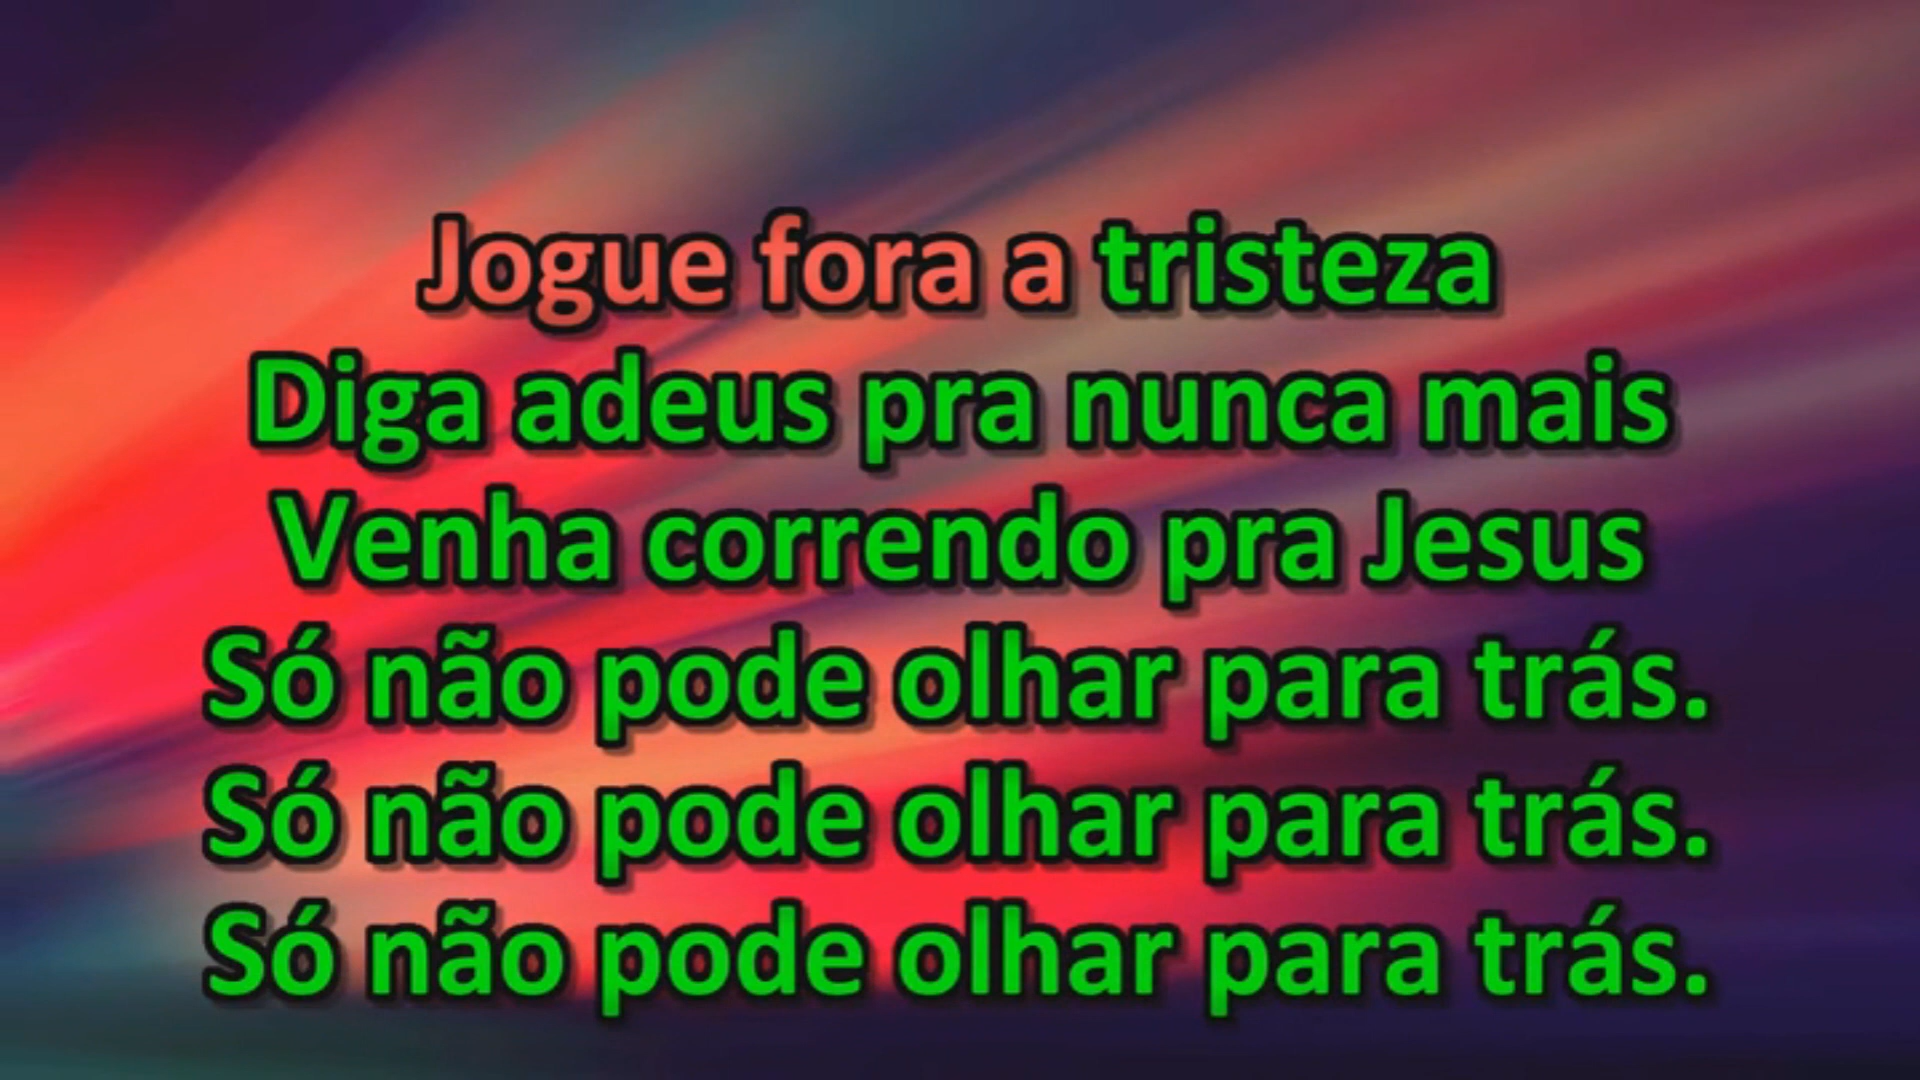 Jogue fora a tristeza
Diga adeus pra nunca mais
Venha correndo pra Jesus
Só não pode olhar para trás.
Só não pode olhar para trás.
Só não pode olhar para trás.